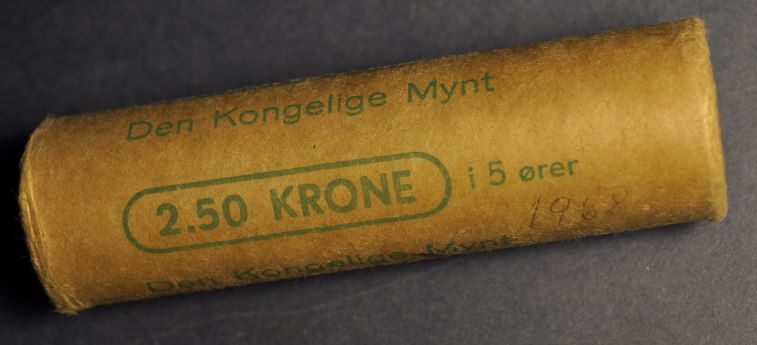 Den Kongelige Mynt
2.50 KRONE i 5 ører
1968
Den Kongelige Mynt